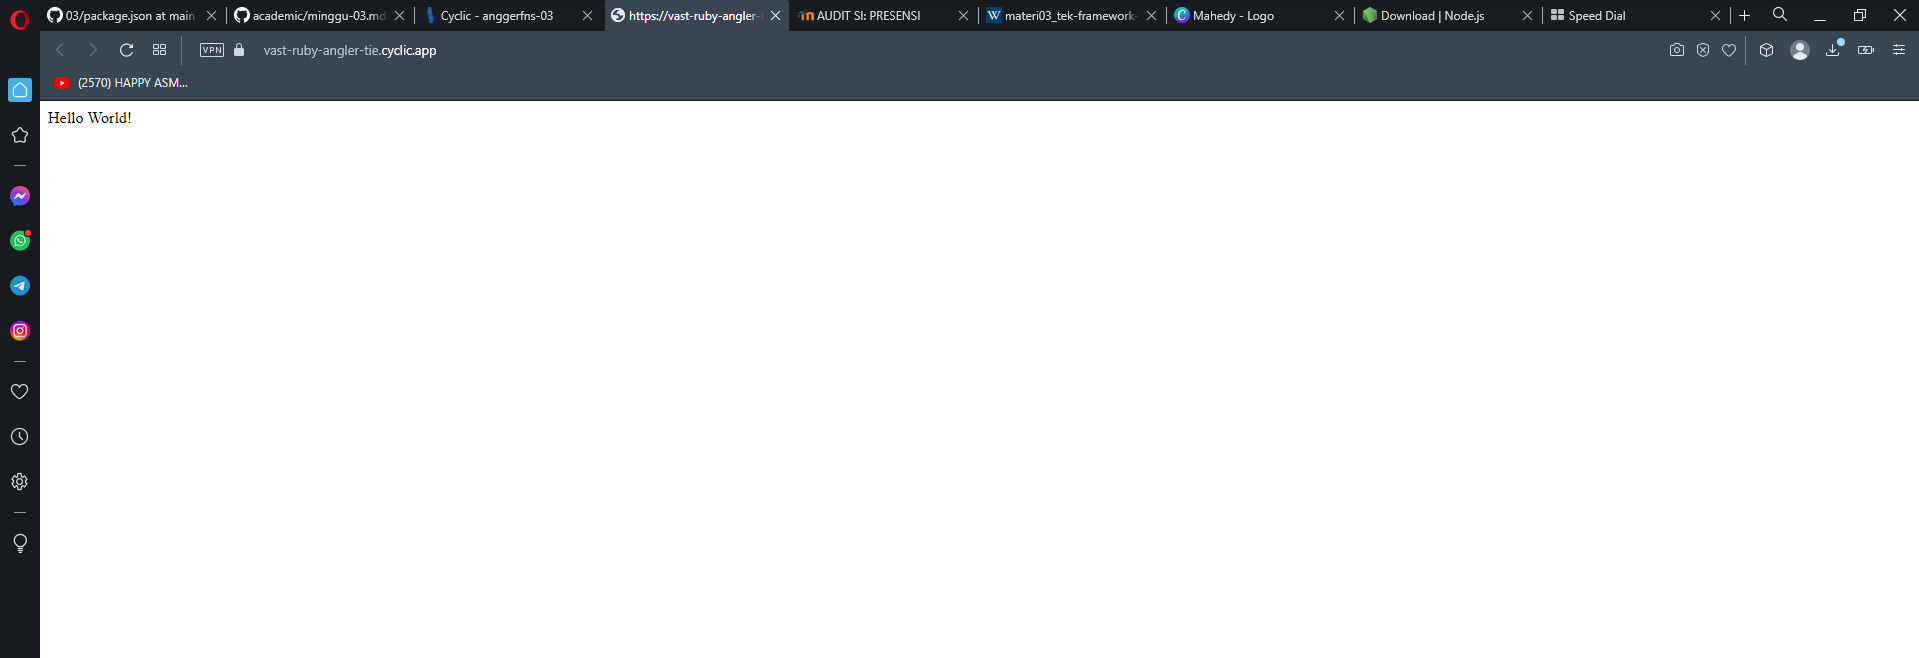 03/package.json at main
academic/minggu-03.md
Cyclic - anggerfns-03
https://vast-ruby-angler-t
AUDIT SI: PRESENSI
materi03_tek-framework-
Mahedy - Logo
Download | Node.js
Speed Dial
VPN
vast-ruby-angler-tie.cyclic.app
(2570) HAPPY ASM...
Hello World!